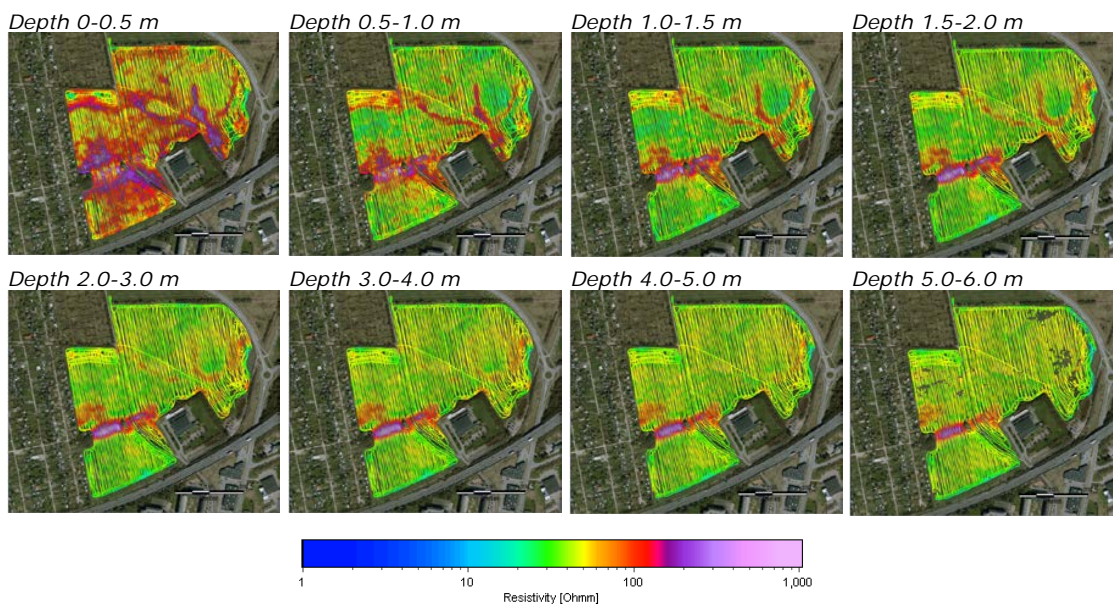 Depth 0-0.5 m
Depth 0.5-1.0 m
Depth 1.0-1.5 m
Depth 1.5-2.0 m
Depth 2.0-3.0 m
Depth 3.0-4.0 m
Depth 4.0-5.0 m
Depth 5.0-6.0 m
1 10 100 1,000
Resistivity [Ohmm]